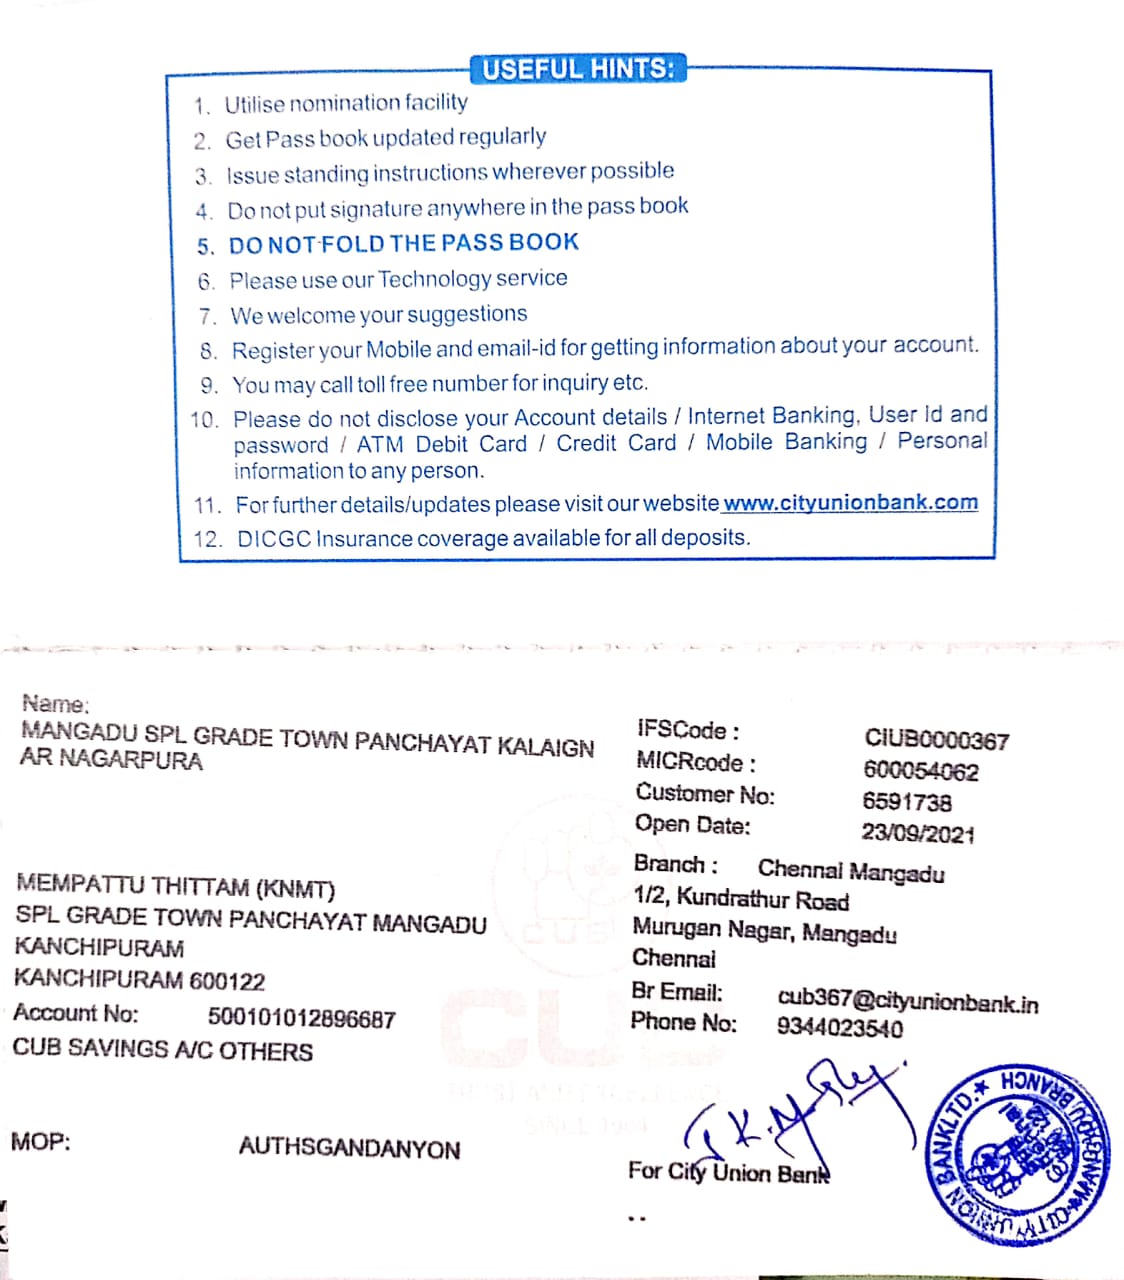 USEFUL HINTS:
1. Utilise nomination facility
2. Get Pass book updated regularly
3. Issue standing instructions wherever possible
4. Do not put signature anywhere in the pass book
5. DO NOT FOLD THE PASS BOOK
6. Please use our Technology service
7. We welcome your suggestions
8. Register your Mobile and email-id for getting information about your account.
9. You may call toll free number for inquiry etc.
10. Please do not disclose your Account details / Internet Banking, User Id and
password / ATM Debit Card / Credit Card / Mobile Banking / Personal
information to any person.
11. For further details/updates please visit our website www.cityunionbank.com
12. DICGC Insurance coverage available for all deposits.
Name:
MANGADU SPL GRADE TOWN PANCHAYAT KALAIGN
AR NAGARPURA
MEMPATTU THITTAM (KNMT)
SPL GRADE TOWN PANCHAYAT MANGADU
KANCHIPURAM
KANCHIPURAM 600122
Account No: 500101012896687
CUB SAVINGS A/C OTHERS
MOP: AUTHSGANDANYON
IFSCode : CIUB0000367
MICRcode : 600054062
Customer No: 6591738
Open Date: 23/09/2021
Branch : Chennai Mangadu
1/2, Kundrathur Road
Murugan Nagar, Mangadu
Chennai
Br Email: cub367@cityunionbank.in
Phone No: 9344023540
For City Union Bank
CUB
CUB
SINCE 1904
CITY UNION BANK LTD. ★ MANGADU BRANCH ★